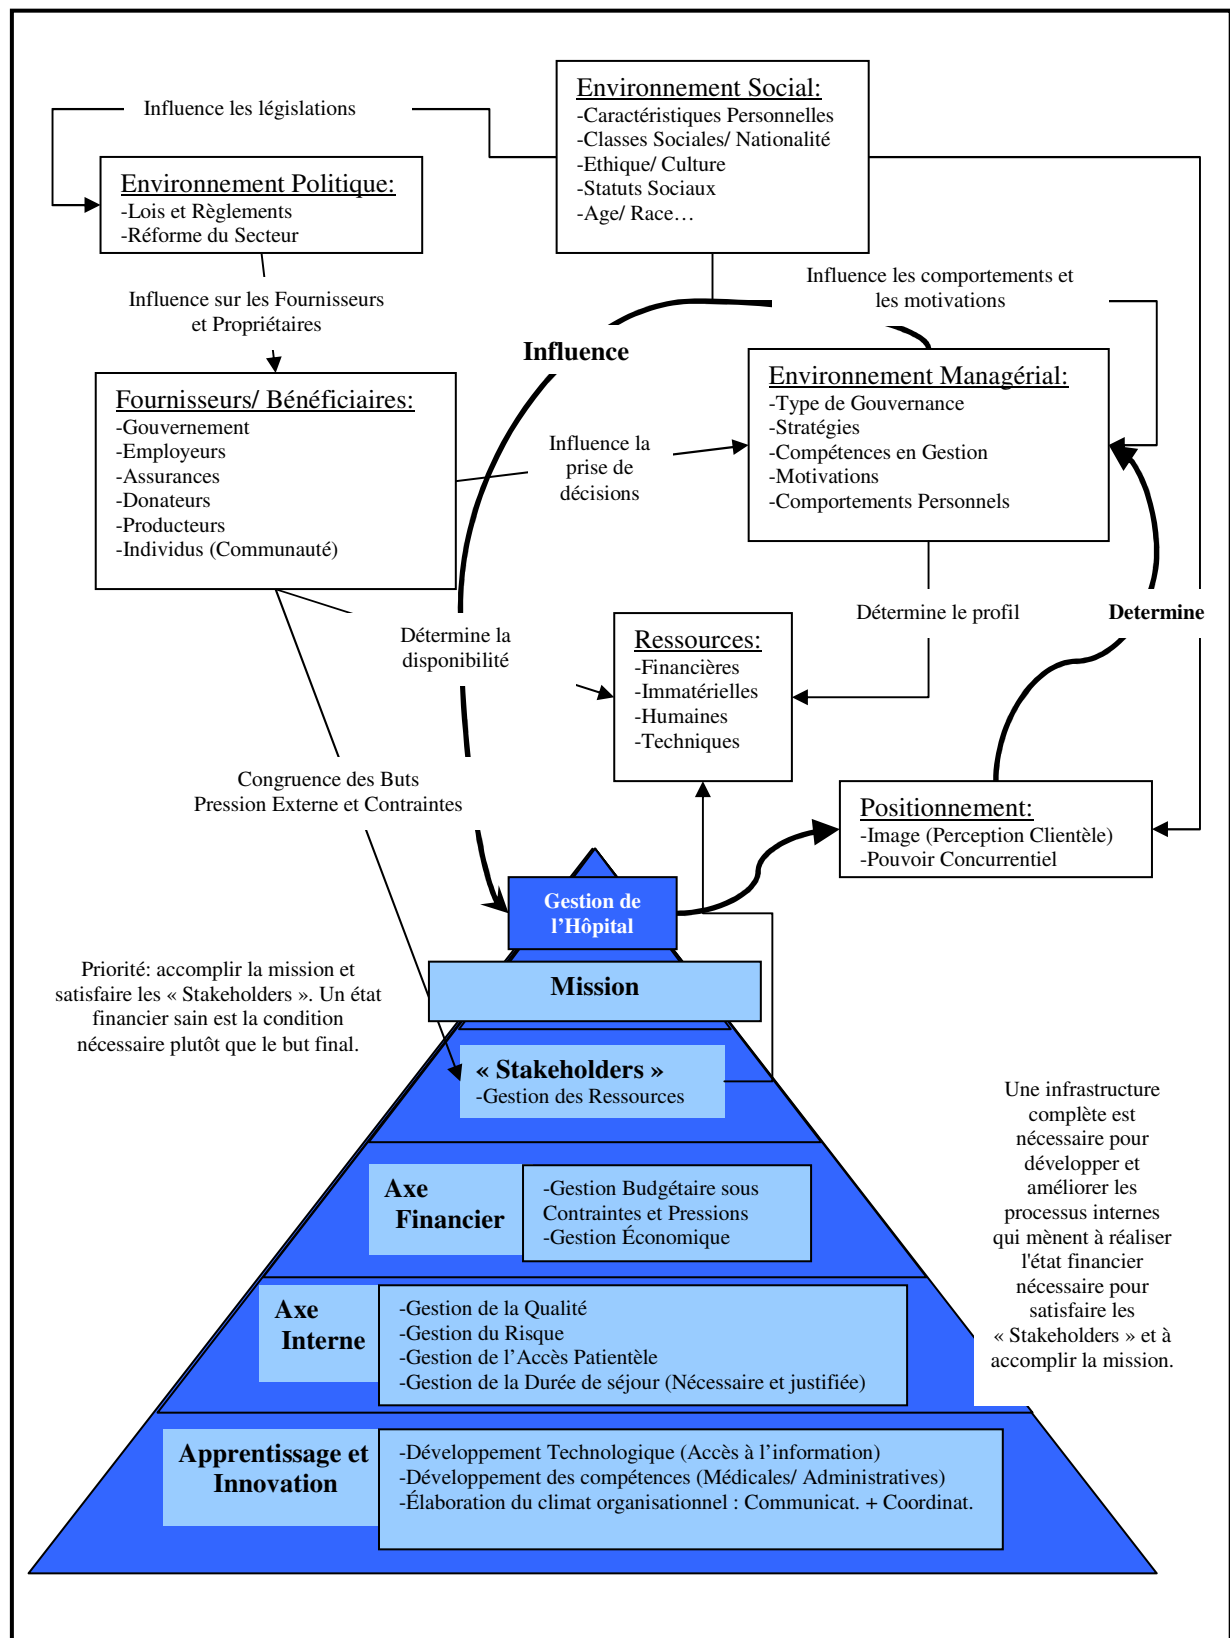 Environnement Social:
-Caractéristiques Personnelles
-Classes Sociales/ Nationalité
-Ethique/ Culture
-Statuts Sociaux
-Age/ Race…
Influence les législations
Environnement Politique:
-Lois et Règlements
-Réforme du Secteur
Influence les comportements et
les motivations
Influence sur les Fournisseurs
et Propriétaires
Influence
Environnement Managérial:
-Type de Gouvernance
-Stratégies
-Compétences en Gestion
-Motivations
-Comportements Personnels
Fournisseurs/ Bénéficiaires:
-Gouvernement
-Employeurs
-Assurances
-Donateurs
-Producteurs
-Individus (Communauté)
Influence la
prise de
décisions
Détermine le profil
Determine
Détermine la
disponibilité
Ressources:
-Financières
-Immatérielles
-Humaines
-Techniques
Congruence des Buts
Pression Externe et Contraintes
Positionnement:
-Image (Perception Clientèle)
-Pouvoir Concurrentiel
Gestion de
l’Hôpital
Mission
Priorité: accomplir la mission et
satisfaire les « Stakeholders ». Un état
financier sain est la condition
nécessaire plutôt que le but final.
« Stakeholders »
-Gestion des Ressources
Une infrastructure
complète est
nécessaire pour
développer et
améliorer les
processus internes
qui mènent à réaliser
l'état financier
nécessaire pour
satisfaire les
« Stakeholders » et à
accomplir la mission.
Axe
Financier
-Gestion Budgétaire sous
Contraintes et Pressions
-Gestion Économique
Axe
Interne
-Gestion de la Qualité
-Gestion du Risque
-Gestion de l’Accès Patientèle
-Gestion de la Durée de séjour (Nécessaire et justifiée)
Apprentissage et
Innovation
-Développement Technologique (Accès à l’information)
-Développement des compétences (Médicales/ Administratives)
-Élaboration du climat organisationnel : Communicat. + Coordinat.